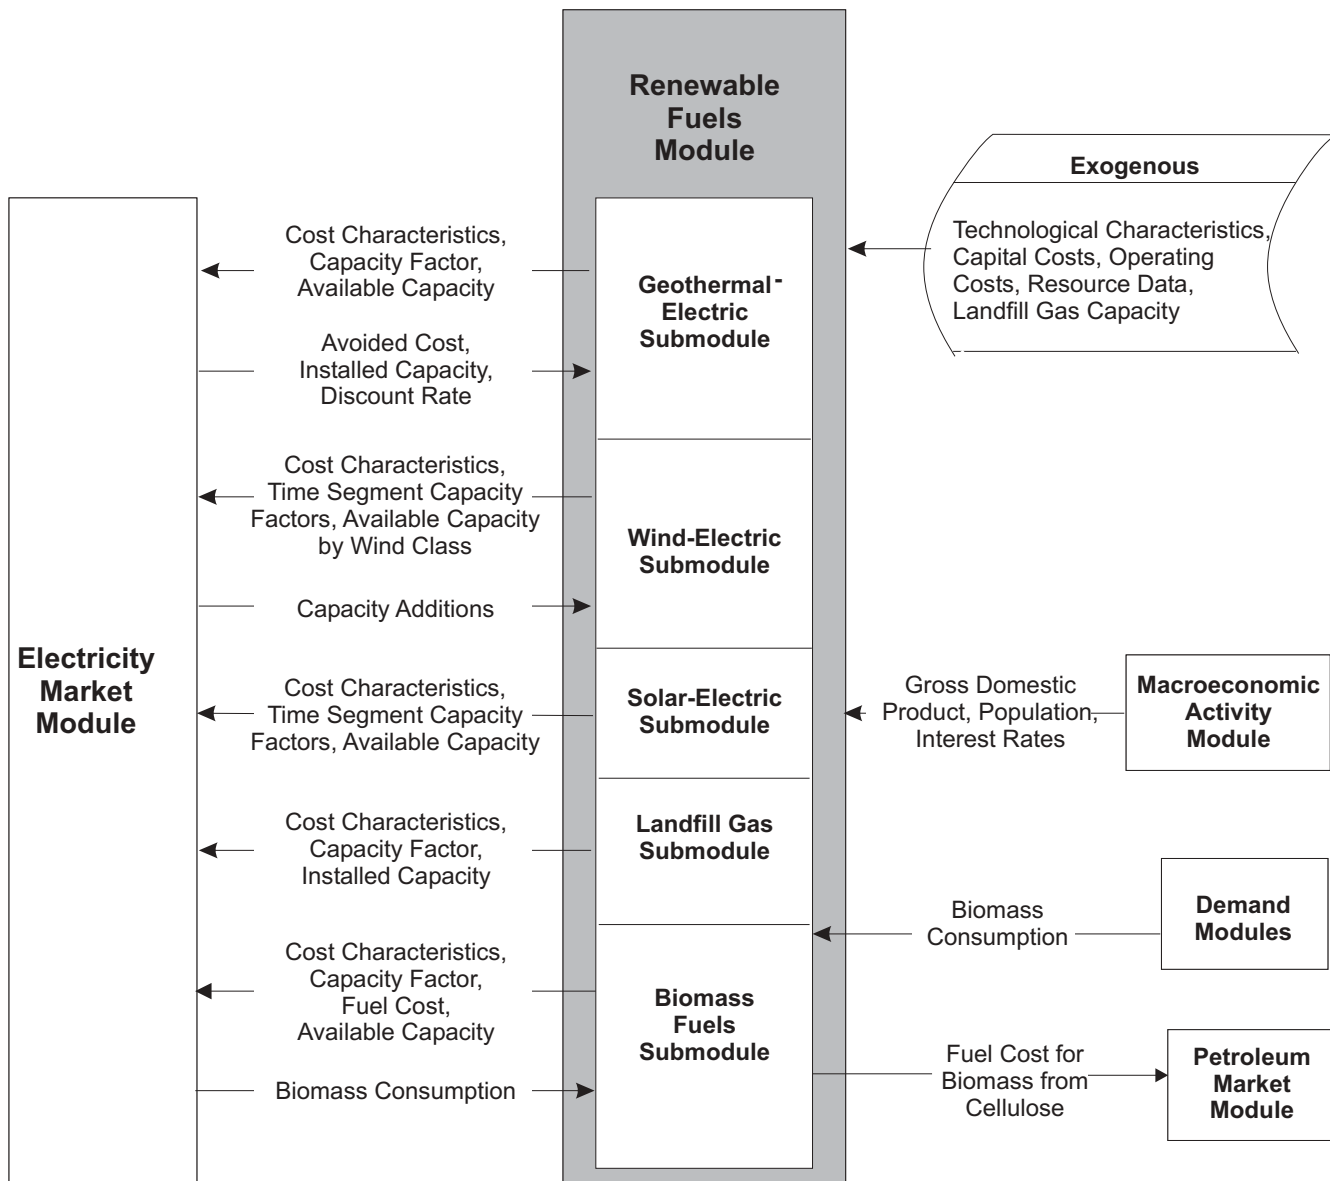 Renewable
Fuels
Module
Exogenous
Technological Characteristics,
Capital Costs, Operating
Costs, Resource Data,
Landfill Gas Capacity
Cost Characteristics,
Capacity Factor,
Available Capacity
Geothermal-
Electric
Submodule
Avoided Cost,
Installed Capacity,
Discount Rate
Cost Characteristics,
Time Segment Capacity
Factors, Available Capacity
by Wind Class
Wind-Electric
Submodule
Capacity Additions
Electricity
Market
Module
Cost Characteristics,
Time Segment Capacity
Factors, Available Capacity
Solar-Electric
Submodule
Gross Domestic
Product, Population,
Interest Rates
Macroeconomic
Activity
Module
Cost Characteristics,
Capacity Factor,
Installed Capacity
Landfill Gas
Submodule
Biomass
Consumption
Demand
Modules
Cost Characteristics,
Capacity Factor,
Fuel Cost,
Available Capacity
Biomass
Fuels
Submodule
Biomass Consumption
Fuel Cost for
Biomass from
Cellulose
Petroleum
Market
Module